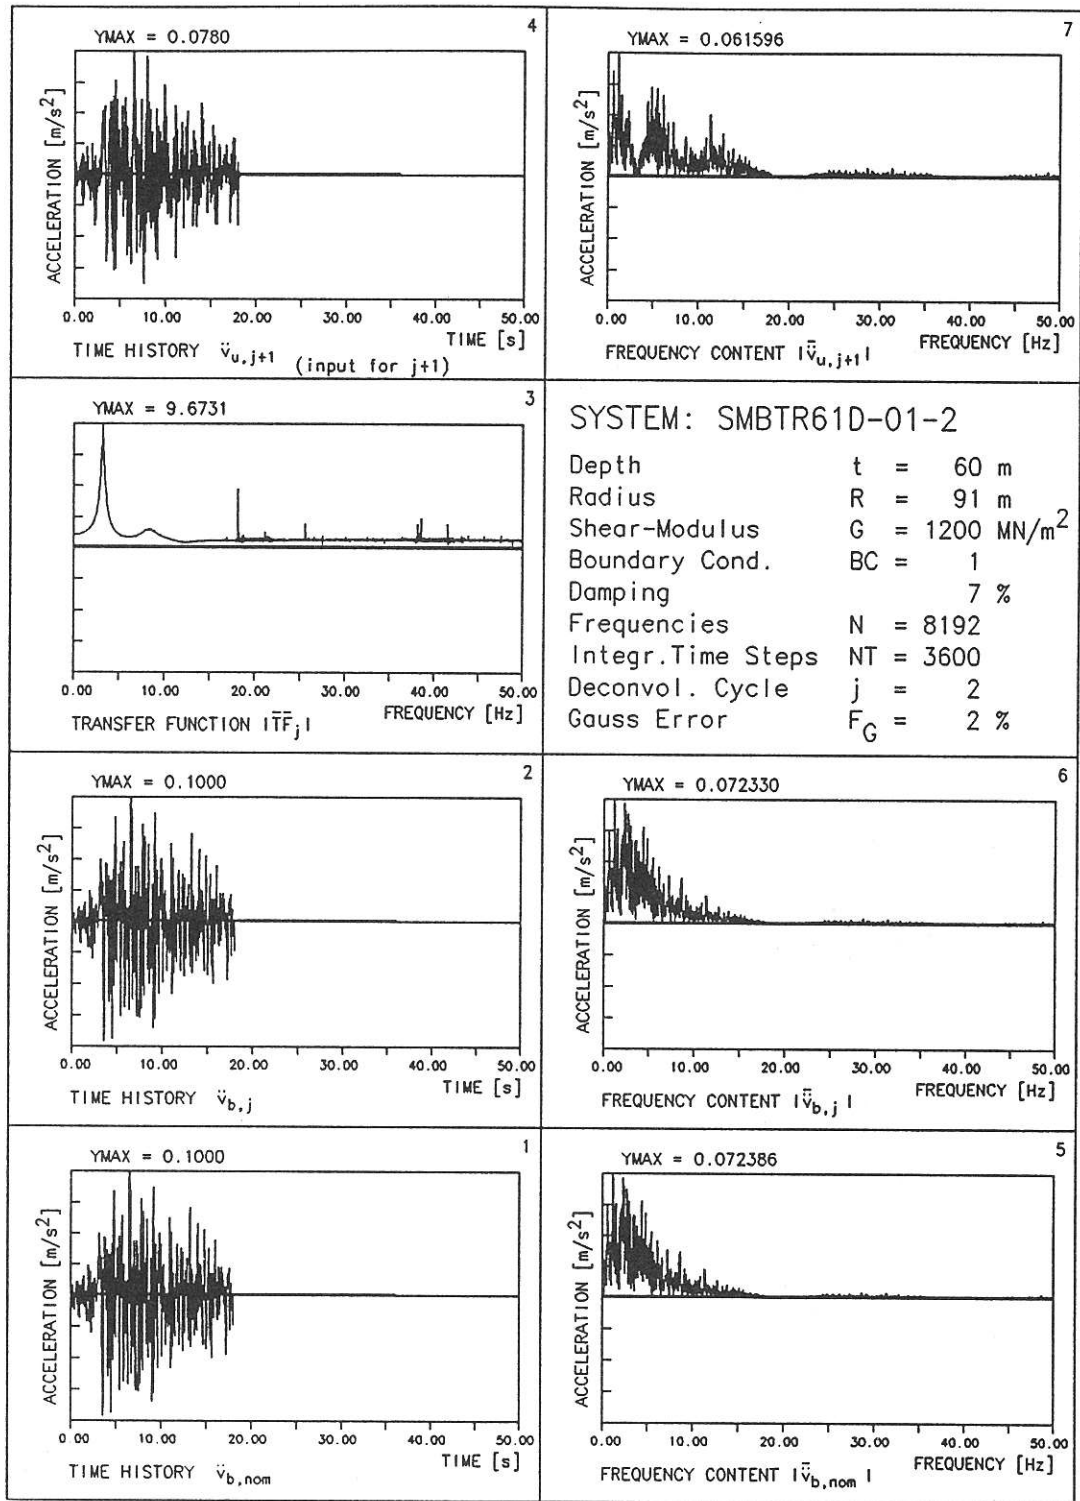 4
YMAX = 0.0780
ACCELERATION [m/s²]
0.00 10.00 20.00 30.00 40.00 50.00
TIME [s]
TIME HISTORY v̈u,j+1 (input for j+1)
7
YMAX = 0.061596
ACCELERATION [m/s²]
0.00 10.00 20.00 30.00 40.00 50.00
FREQUENCY [Hz]
FREQUENCY CONTENT |v̈̄u,j+1|
3
YMAX = 9.6731
0.00 10.00 20.00 30.00 40.00 50.00
FREQUENCY [Hz]
TRANSFER FUNCTION |T̄F̄j|
SYSTEM: SMBTR61D-01-2
Depth t = 60 m
Radius R = 91 m
Shear-Modulus G = 1200 MN/m²
Boundary Cond. BC = 1
Damping 7 %
Frequencies N = 8192
Integr.Time Steps NT = 3600
Deconvol. Cycle j = 2
Gauss Error FG = 2 %
2
YMAX = 0.1000
ACCELERATION [m/s²]
0.00 10.00 20.00 30.00 40.00 50.00
TIME [s]
TIME HISTORY v̈b,j
6
YMAX = 0.072330
ACCELERATION [m/s²]
0.00 10.00 20.00 30.00 40.00 50.00
FREQUENCY [Hz]
FREQUENCY CONTENT |v̈̄b,j|
1
YMAX = 0.1000
ACCELERATION [m/s²]
0.00 10.00 20.00 30.00 40.00 50.00
TIME [s]
TIME HISTORY v̈b,nom
5
YMAX = 0.072386
ACCELERATION [m/s²]
0.00 10.00 20.00 30.00 40.00 50.00
FREQUENCY [Hz]
FREQUENCY CONTENT |v̈̄b,nom|